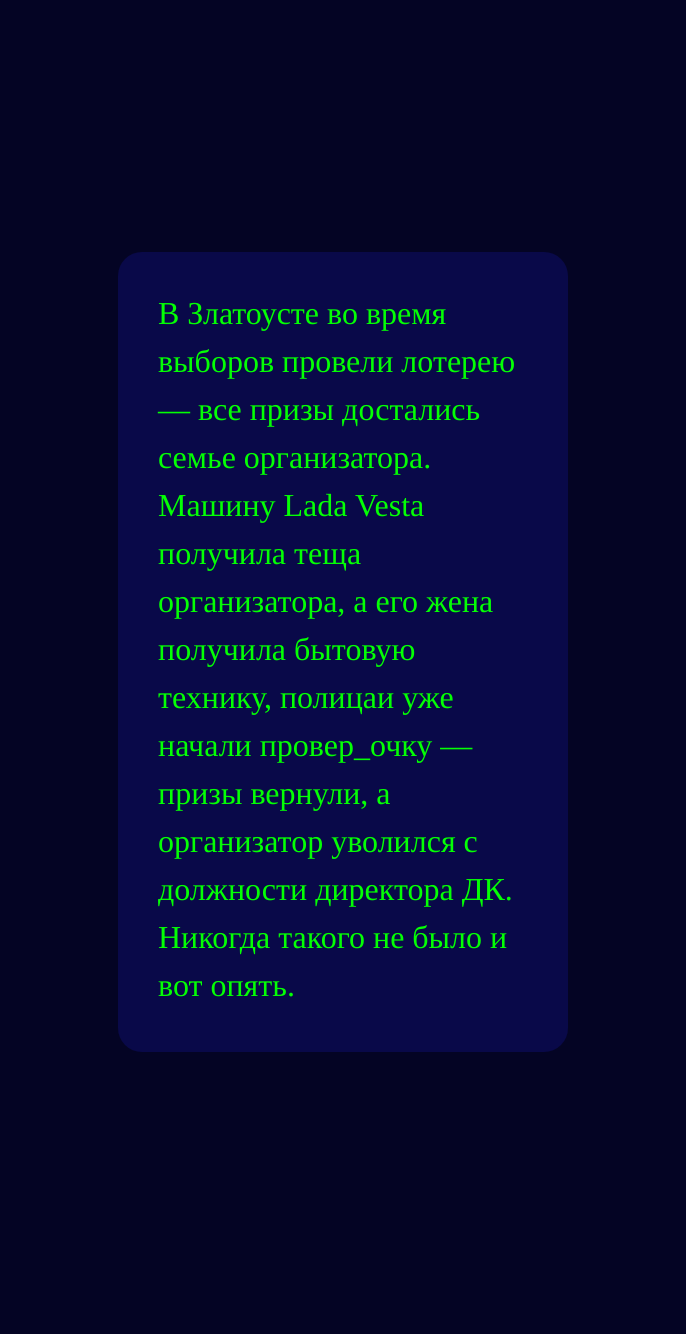 В Златоусте во время
выборов провели лотерею
— все призы достались
семье организатора.
Машину Lada Vesta
получила теща
организатора, а его жена
получила бытовую
технику, полицаи уже
начали провер_очку —
призы вернули, а
организатор уволился с
должности директора ДК.
Никогда такого не было и
вот опять.